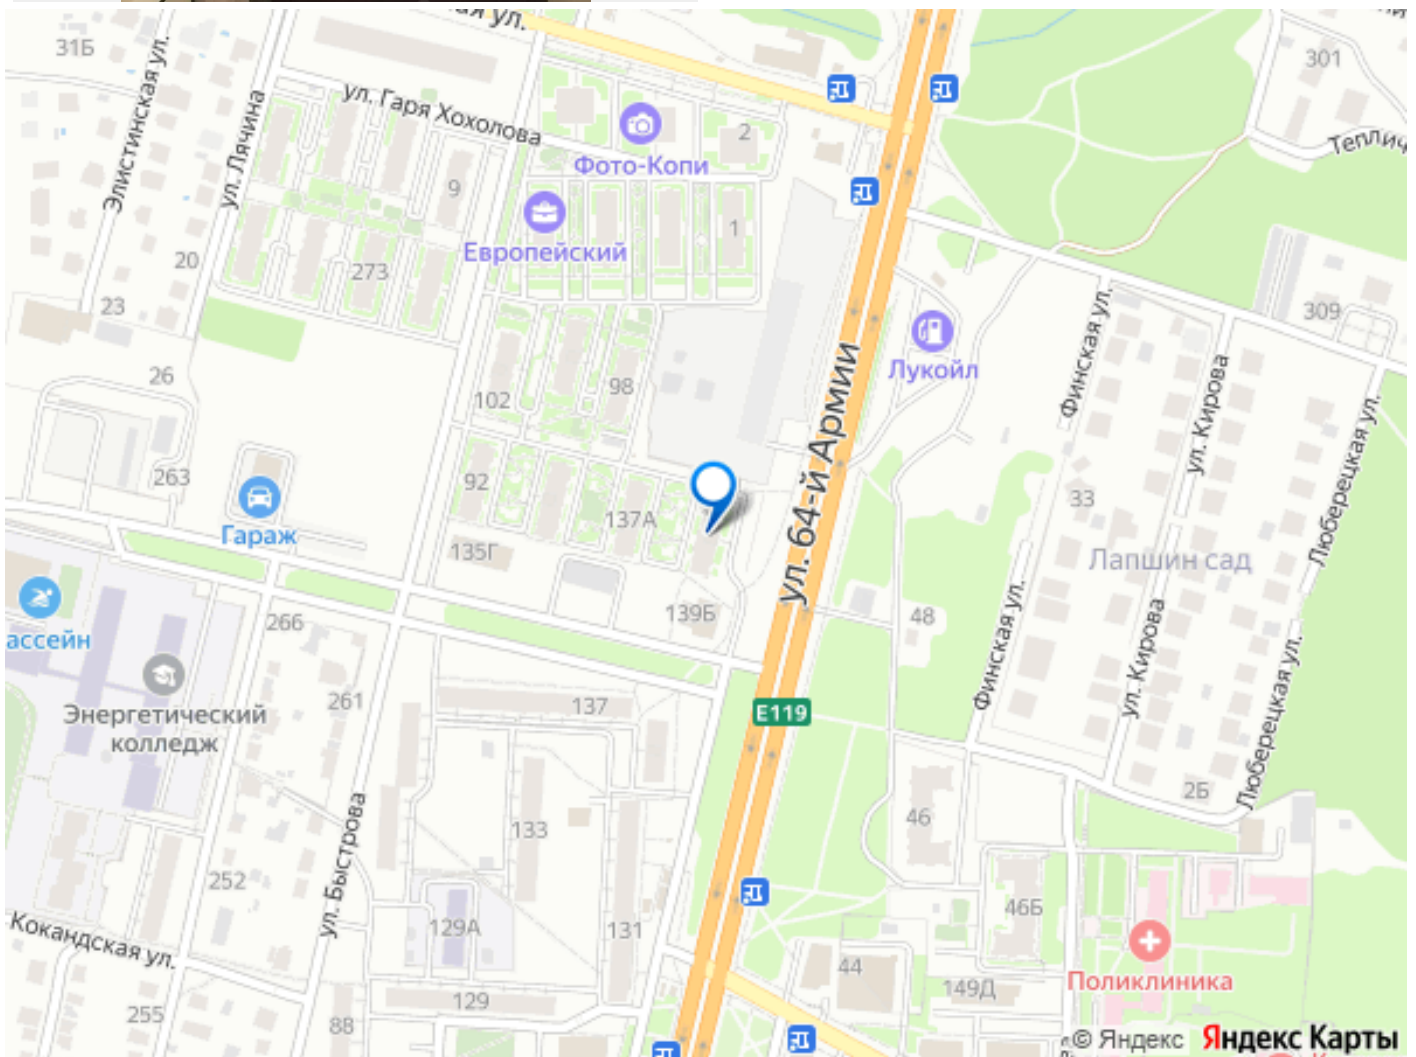 ая ул.
31Б
Элистинская ул.
ул. Лячина
ул. Гаря Хохолова
Фото-Копи
2
301
Теплич
9
Европейский
1
20
273
23
309
Лукойл
Финская ул.
26
98
102
ул. Кирова
ул. 64-й Армии
Люберецкая ул.
263
92
137А
33
Гараж
135Г
Лапшин сад
139Б
48
ассейн
266
Финская ул.
ул. Кирова
Люберецкая ул.
Энергетический
колледж
261
137
Е119
2Б
46
133
ул. Быстрова
252
129А
131
46Б
Кокандская ул.
44
149Д
Поликлиника
129
255
88
© Яндекс Яндекс Карты